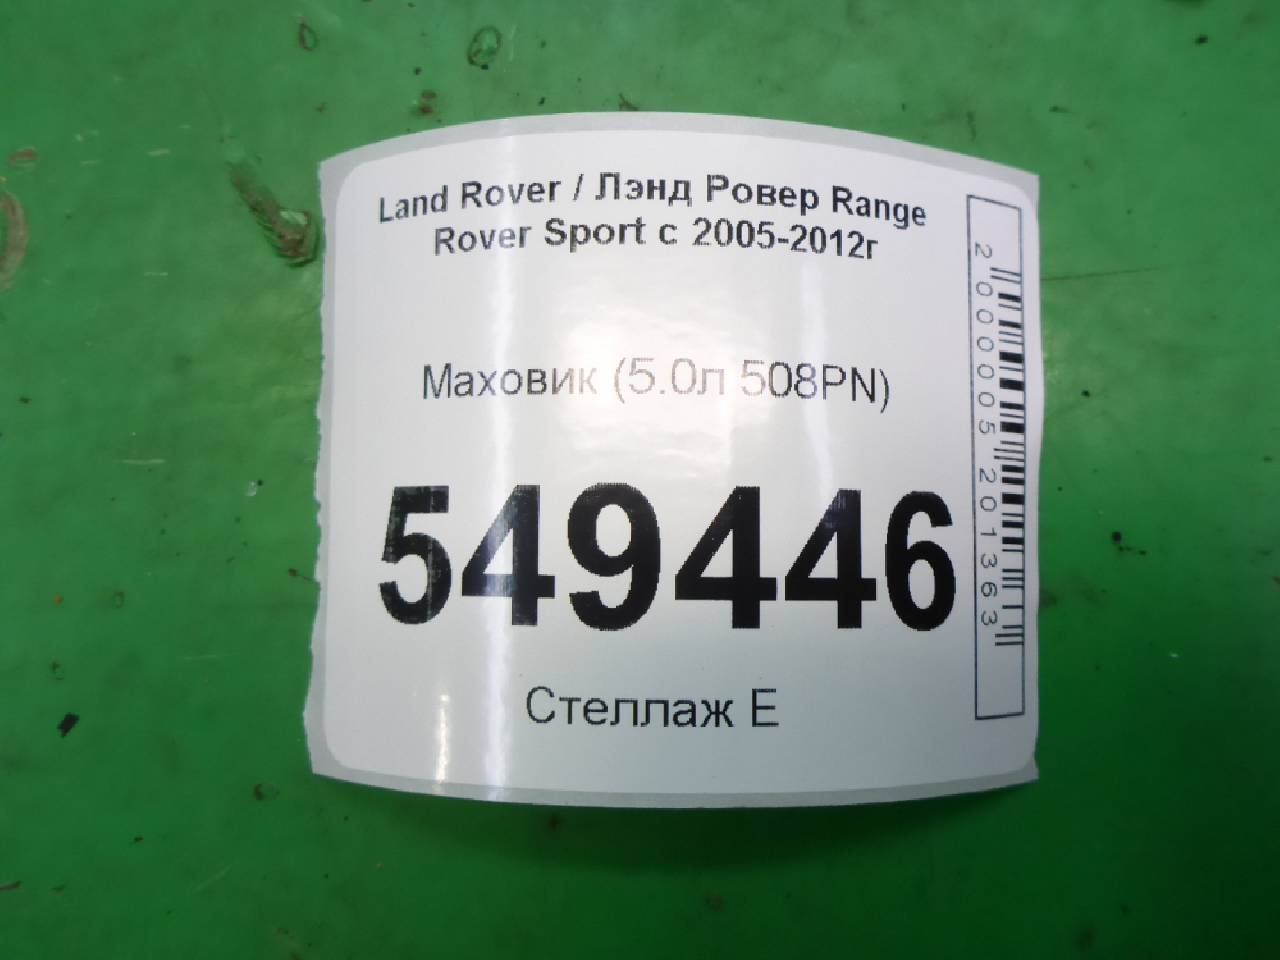 Land Rover / Лэнд Ровер Range
Rover Sport с 2005-2012г
Маховик (5.0л 508PN)
549446
Стеллаж Е
2000005201363